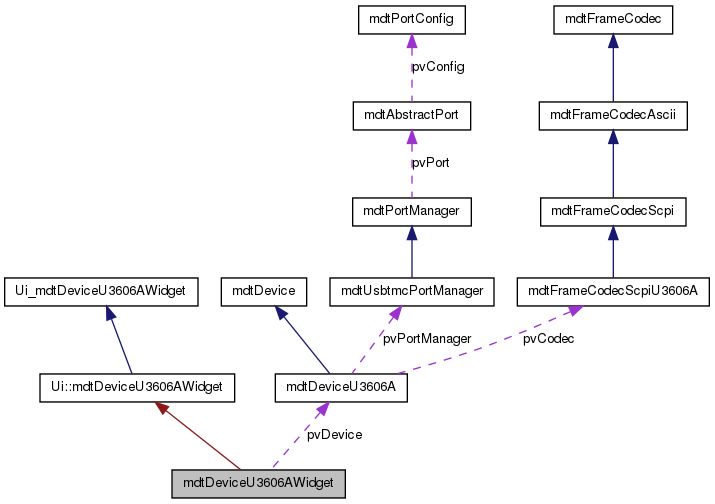 mdtPortConfig
mdtFrameCodec
pvConfig
mdtAbstractPort
mdtFrameCodecAscii
pvPort
mdtPortManager
mdtFrameCodecScpi
Ui_mdtDeviceU3606AWidget
mdtDevice
mdtUsbtmcPortManager
mdtFrameCodecScpiU3606A
pvPortManager
pvCodec
Ui::mdtDeviceU3606AWidget
mdtDeviceU3606A
pvDevice
mdtDeviceU3606AWidget